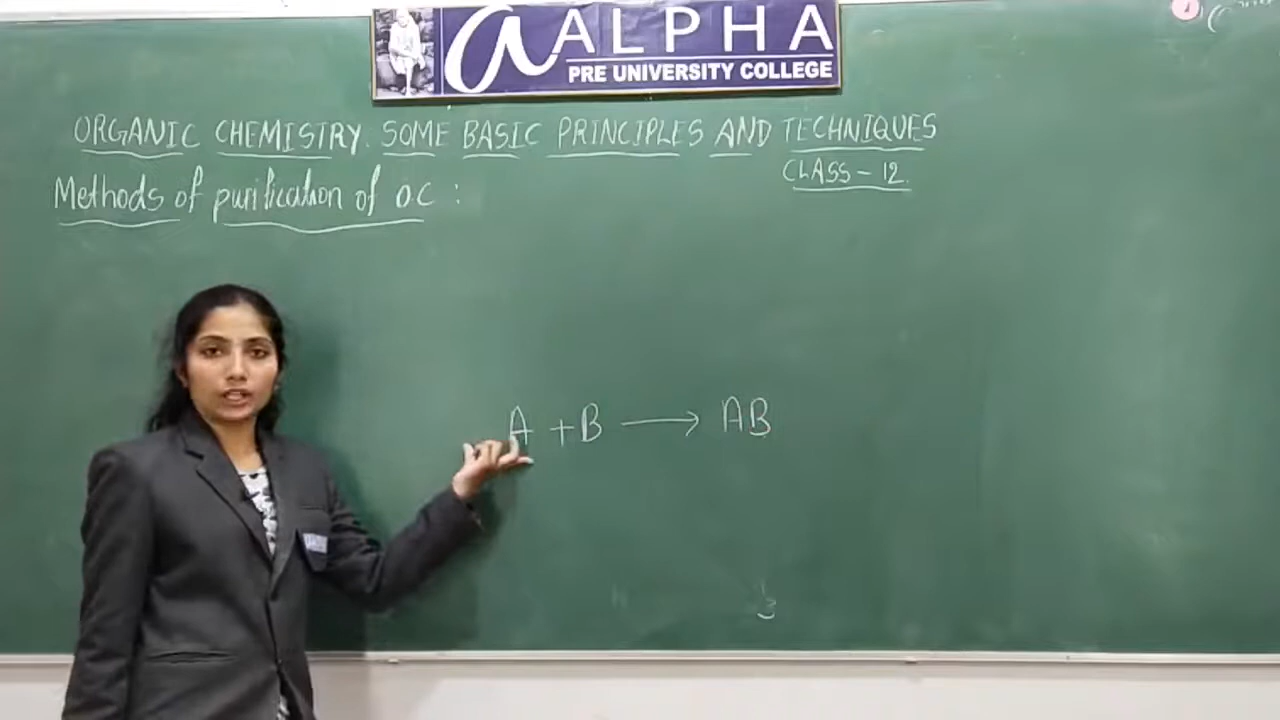 a ALPHA
PRE UNIVERSITY COLLEGE
ORGANIC CHEMISTRY. SOME BASIC PRINCIPLES AND TECHNIQUES
CLASS - 12.
Methods of purification of OC :
A + B → AB
3